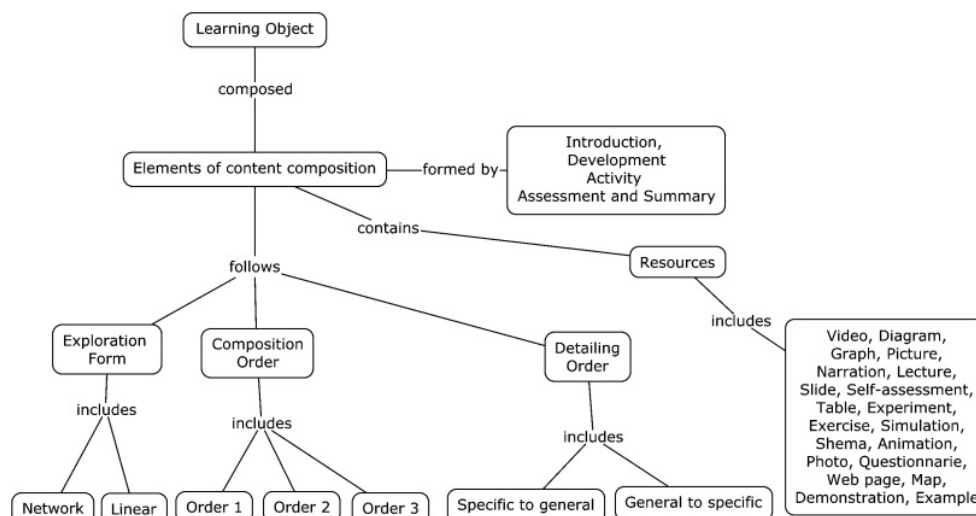 Learning Object
composed
Elements of content composition
formed by
Introduction,
Development
Activity
Assessment and Summary
contains
Resources
follows
includes
Exploration
Form
Composition
Order
Detailing
Order
Video, Diagram,
Graph, Picture,
Narration, Lecture,
Slide, Self-assessment,
Table, Experiment,
Exercise, Simulation,
Shema, Animation,
Photo, Questionnarie,
Web page, Map,
Demonstration, Example
includes
includes
includes
Network
Linear
Order 1
Order 2
Order 3
Specific to general
General to specific